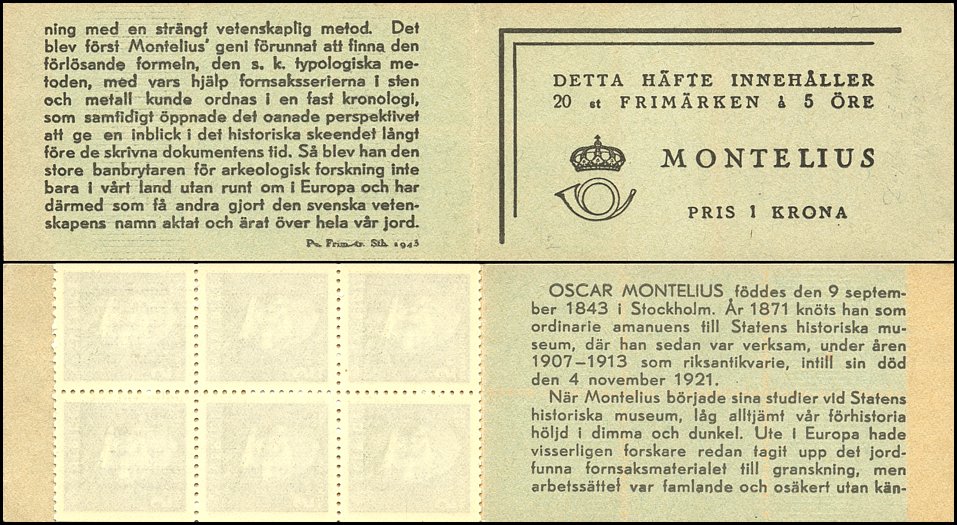 ning med en strängt vetenskaplig metod. Det
blev först Montelius' geni förunnat att finna den
förlösande formeln, den s. k. typologiska me-
toden, med vars hjälp fornsaksserierna i sten
och metall kunde ordnas i en fast kronologi,
som samtidigt öppnade det oanade perspektivet
att ge en inblick i det historiska skeendet långt
före de skrivna dokumentens tid. Så blev han den
store banbrytaren för arkeologisk forskning inte
bara i vårt land utan runt om i Europa och har
därmed som få andra gjort den svenska veten-
skapens namn aktat och ärat över hela vår jord.
Sth. 1943
DETTA HÄFTE INNEHÅLLER
20 st FRIMÄRKEN à 5 ÖRE
MONTELIUS
PRIS 1 KRONA
OSCAR MONTELIUS föddes den 9 septem-
ber 1843 i Stockholm. År 1871 knöts han som
ordinarie amanuens till Statens historiska mu-
seum, där han sedan var verksam, under åren
1907–1913 som riksantikvarie, intill sin död
den 4 november 1921.
När Montelius började sina studier vid Statens
historiska museum, låg alltjämt vår förhistoria
höljd i dimma och dunkel. Ute i Europa hade
visserligen forskare redan tagit upp det jord-
funna fornsaksmaterialet till granskning, men
arbetssättet var famlande och osäkert utan kän-